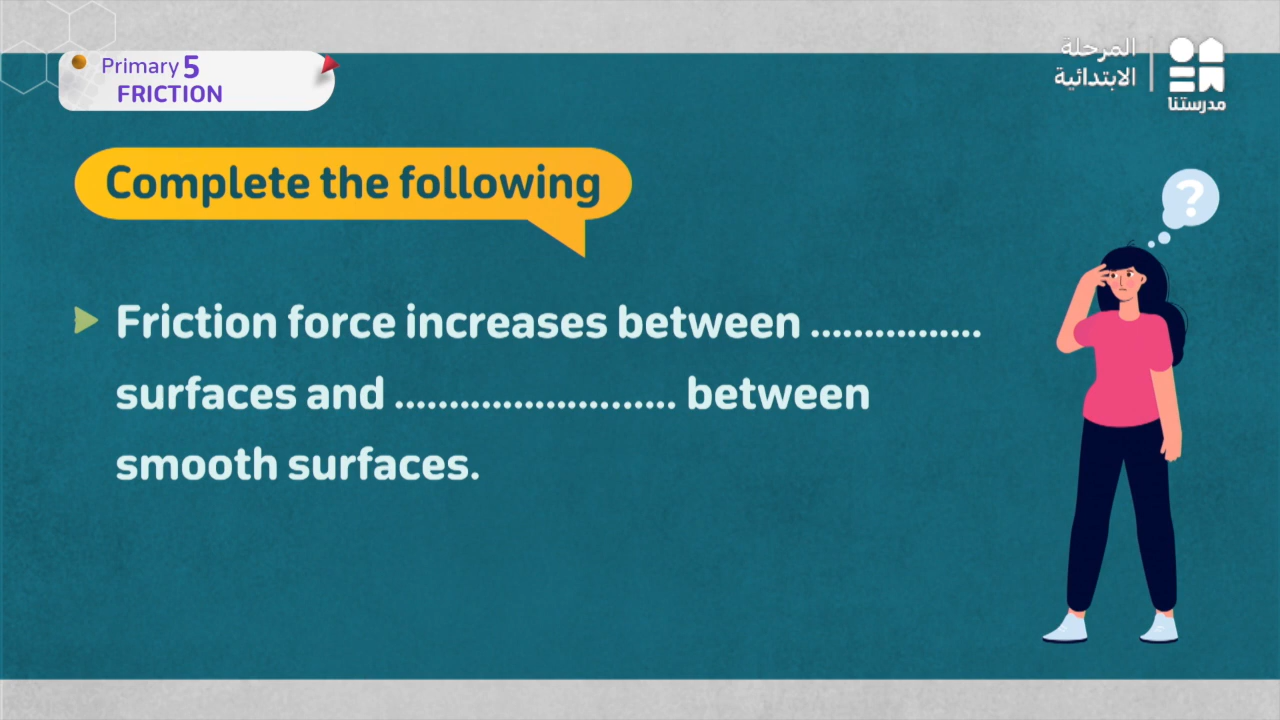 Primary 5
FRICTION
المرحلة
الابتدائية
مدرستنا
Complete the following
?
Friction force increases between ................
surfaces and .......................... between
smooth surfaces.